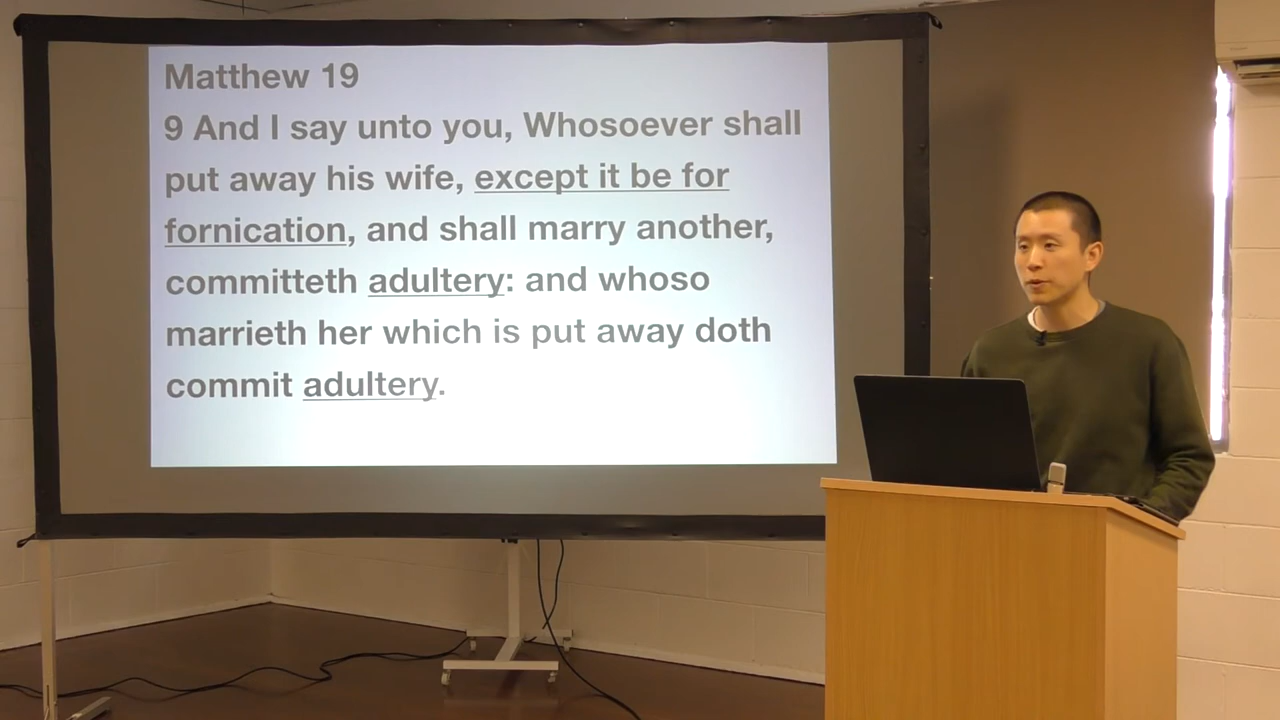 Matthew 19
9 And I say unto you, Whosoever shall
put away his wife, except it be for
fornication, and shall marry another,
committeth adultery: and whoso
marrieth her which is put away doth
commit adultery.